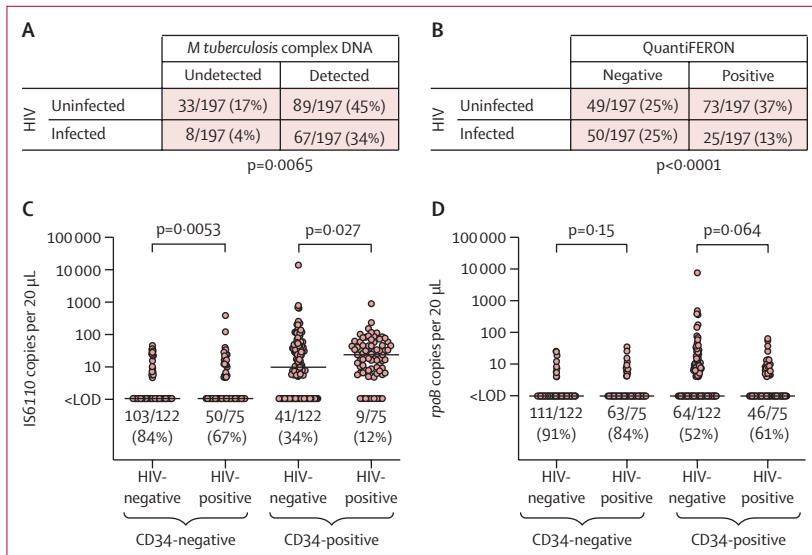 A
M tuberculosis complex DNA
Undetected Detected
HIV
Uninfected 33/197 (17%) 89/197 (45%)
Infected 8/197 (4%) 67/197 (34%)
p=0·0065
B
QuantiFERON
Negative Positive
HIV
Uninfected 49/197 (25%) 73/197 (37%)
Infected 50/197 (25%) 25/197 (13%)
p<0·0001
C
p=0·0053 p=0·027
IS6110 copies per 20 µL
100 000
10 000
1000
100
10
<LOD
103/122 50/75 41/122 9/75
(84%) (67%) (34%) (12%)
HIV- HIV- HIV- HIV-
negative positive negative positive
CD34-negative CD34-positive
D
p=0·15 p=0·064
rpoB copies per 20 µL
100 000
10 000
1000
100
10
<LOD
111/122 63/75 64/122 46/75
(91%) (84%) (52%) (61%)
HIV- HIV- HIV- HIV-
negative positive negative positive
CD34-negative CD34-positive